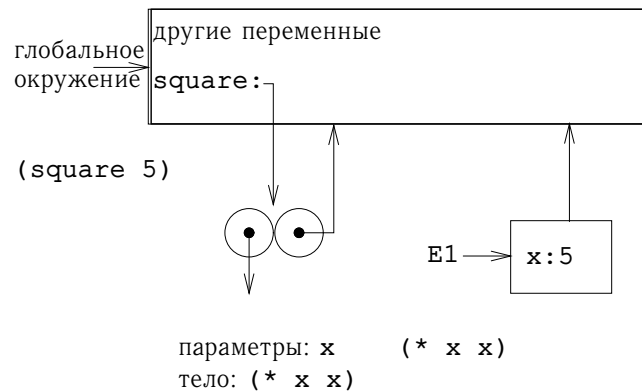 другие переменные
глобальное
окружение
square:
(square 5)
E1
x:5
параметры: x (* x x)
тело: (* x x)